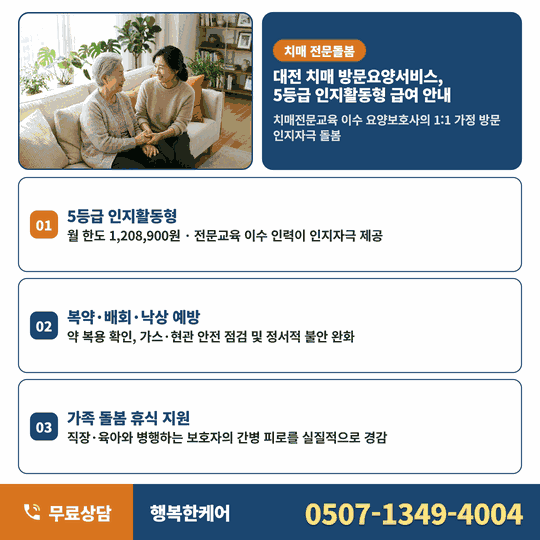 치매 전문돌봄
대전 치매 방문요양서비스,
5등급 인지활동형 급여 안내
치매전문교육 이수 요양보호사의 1:1 가정 방문
인지자극 돌봄
01
5등급 인지활동형
월 한도 1,208,900원 · 전문교육 이수 인력이 인지자극 제공
02
복약·배회·낙상 예방
약 복용 확인, 가스·현관 안전 점검 및 정서적 불안 완화
03
가족 돌봄 휴식 지원
직장·육아와 병행하는 보호자의 간병 피로를 실질적으로 경감
무료상담
행복한케어
0507-1349-4004